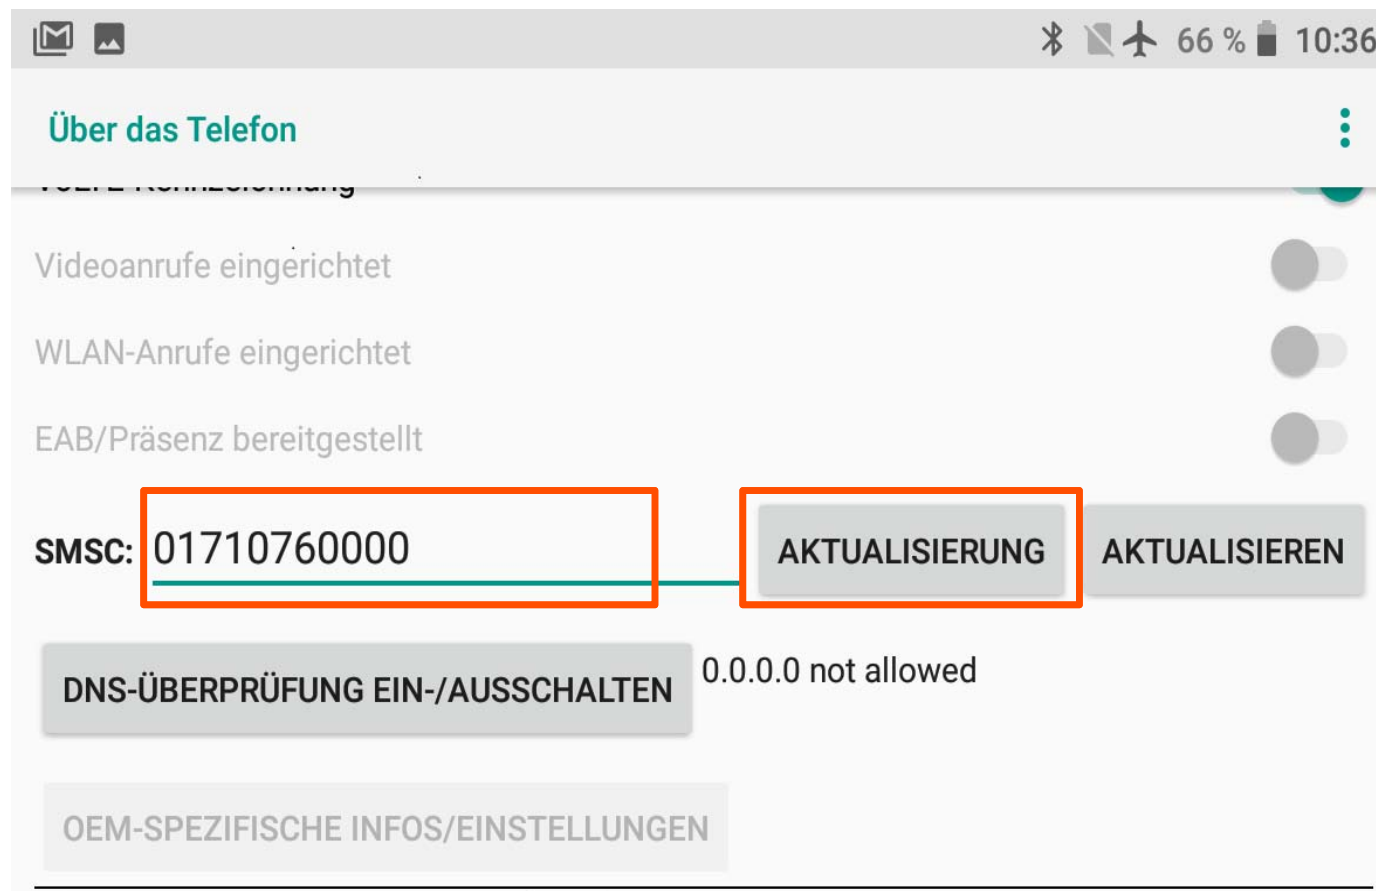 66 % 10:36
Über das Telefon
Videoanrufe eingerichtet
WLAN-Anrufe eingerichtet
EAB/Präsenz bereitgestellt
SMSC: 01710760000 AKTUALISIERUNG AKTUALISIEREN
DNS-ÜBERPRÜFUNG EIN-/AUSSCHALTEN 0.0.0.0 not allowed
OEM-SPEZIFISCHE INFOS/EINSTELLUNGEN